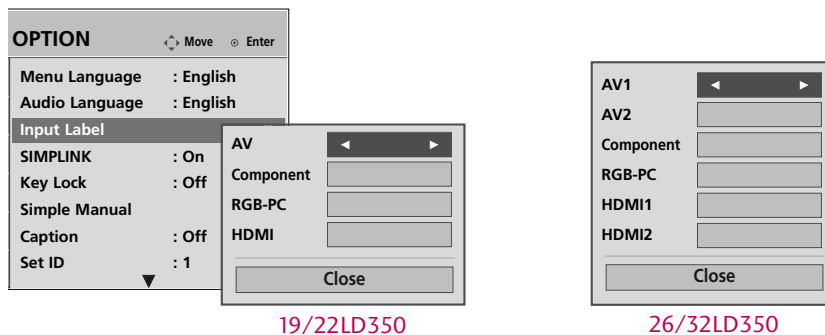 OPTION Move Enter
Menu Language : English
Audio Language : English
Input Label
SIMPLINK : On
Key Lock : Off
Simple Manual
Caption : Off
Set ID : 1
AV
Component
RGB-PC
HDMI
Close
19/22LD350
AV1
AV2
Component
RGB-PC
HDMI1
HDMI2
Close
26/32LD350